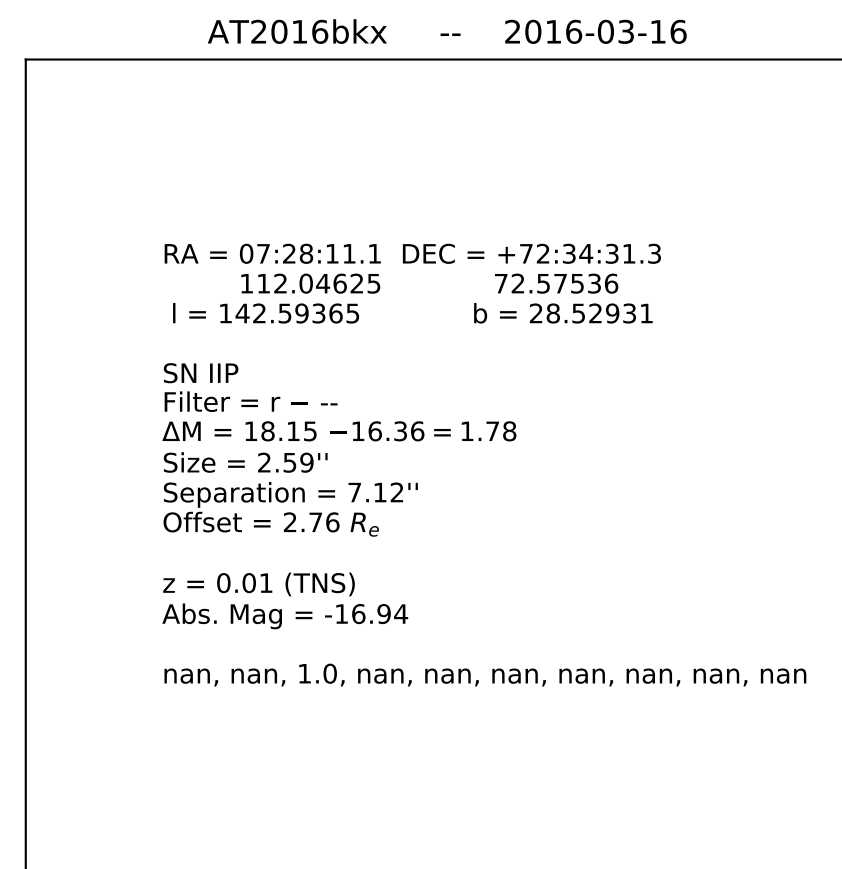 AT2016bkx -- 2016-03-16
RA = 07:28:11.1 DEC = +72:34:31.3
112.04625 72.57536
l = 142.59365 b = 28.52931
SN IIP
Filter = r − --
ΔM = 18.15 −16.36 = 1.78
Size = 2.59''
Separation = 7.12''
Offset = 2.76 Rₑ
z = 0.01 (TNS)
Abs. Mag = -16.94
nan, nan, 1.0, nan, nan, nan, nan, nan, nan, nan